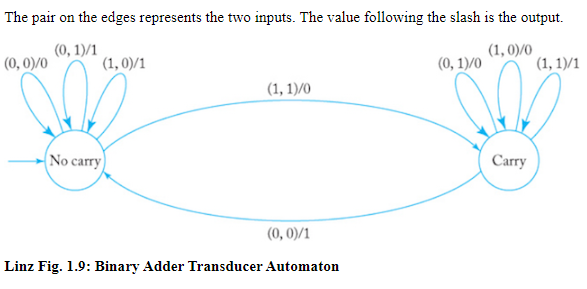 The pair on the edges represents the two inputs. The value following the slash is the output.
(0, 1)/1
(1, 0)/0
(0, 0)/0
(1, 0)/1
(0, 1)/0
(1, 1)/1
(1, 1)/0
No carry
Carry
(0, 0)/1
Linz Fig. 1.9: Binary Adder Transducer Automaton